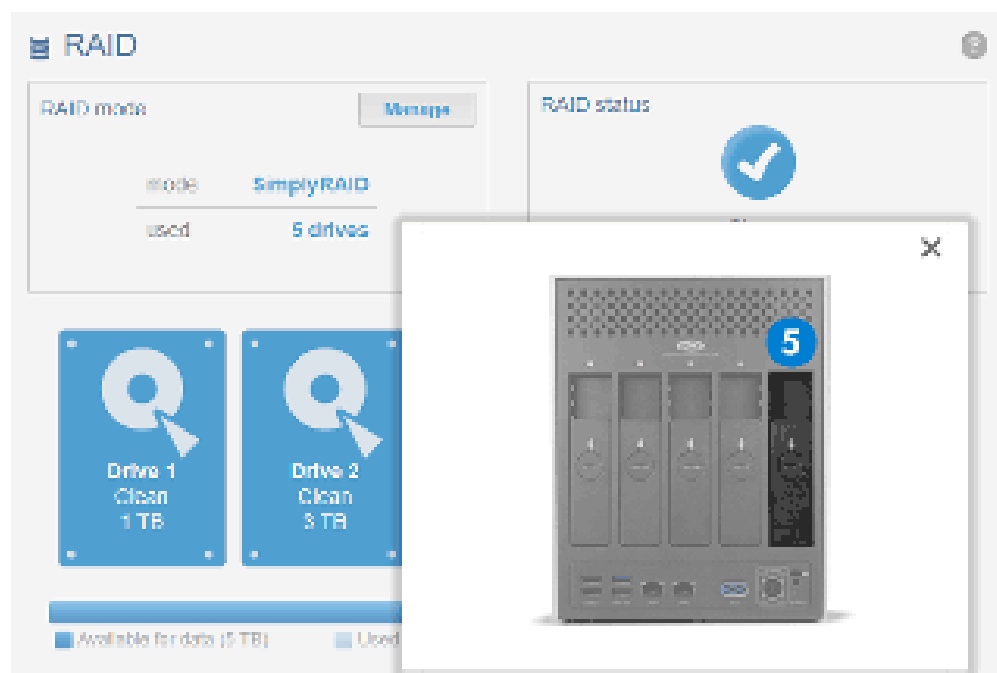 RAID
RAID mode
Manage
RAID status
mode
SimplyRAID
used
5 drives
5
Drive 1
Clean
1 TB
Drive 2
Clean
3 TB
Available for data (5 TB)
Used